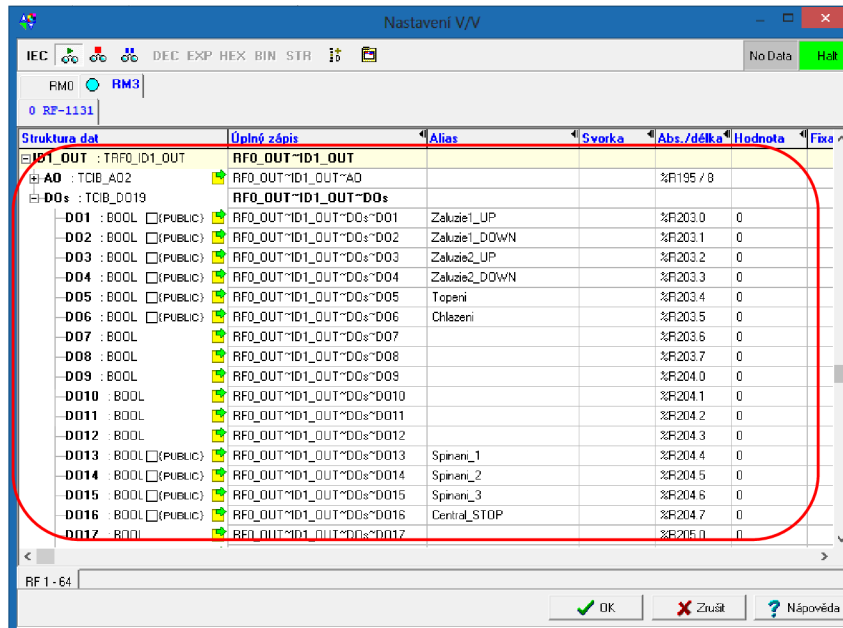 Nastavení V/V
IEC DEC EXP HEX BIN STR No Data Halt
RM0 RM3
0 RF-1131
Struktura dat Úplný zápis Alias Svorka Abs./délka Hodnota Fixa
ID1_OUT : TRF0_ID1_OUT RF0_OUT~ID1_OUT
AO : TCIB_AO2 RF0_OUT~ID1_OUT~AO %R195 / 8
DOs : TCIB_DO19 RF0_OUT~ID1_OUT~DOs
DO1 : BOOL {PUBLIC} RF0_OUT~ID1_OUT~DOs~DO1 Zaluzie1_UP %R203.0 0
DO2 : BOOL {PUBLIC} RF0_OUT~ID1_OUT~DOs~DO2 Zaluzie1_DOWN %R203.1 0
DO3 : BOOL {PUBLIC} RF0_OUT~ID1_OUT~DOs~DO3 Zaluzie2_UP %R203.2 0
DO4 : BOOL {PUBLIC} RF0_OUT~ID1_OUT~DOs~DO4 Zaluzie2_DOWN %R203.3 0
DO5 : BOOL {PUBLIC} RF0_OUT~ID1_OUT~DOs~DO5 Topeni %R203.4 0
DO6 : BOOL {PUBLIC} RF0_OUT~ID1_OUT~DOs~DO6 Chlazeni %R203.5 0
DO7 : BOOL RF0_OUT~ID1_OUT~DOs~DO7 %R203.6 0
DO8 : BOOL RF0_OUT~ID1_OUT~DOs~DO8 %R203.7 0
DO9 : BOOL RF0_OUT~ID1_OUT~DOs~DO9 %R204.0 0
DO10 : BOOL RF0_OUT~ID1_OUT~DOs~DO10 %R204.1 0
DO11 : BOOL RF0_OUT~ID1_OUT~DOs~DO11 %R204.2 0
DO12 : BOOL RF0_OUT~ID1_OUT~DOs~DO12 %R204.3 0
DO13 : BOOL {PUBLIC} RF0_OUT~ID1_OUT~DOs~DO13 Spinani_1 %R204.4 0
DO14 : BOOL {PUBLIC} RF0_OUT~ID1_OUT~DOs~DO14 Spinani_2 %R204.5 0
DO15 : BOOL {PUBLIC} RF0_OUT~ID1_OUT~DOs~DO15 Spinani_3 %R204.6 0
DO16 : BOOL {PUBLIC} RF0_OUT~ID1_OUT~DOs~DO16 Central_STOP %R204.7 0
DO17 : BOOL RF0_OUT~ID1_OUT~DOs~DO17 %R205.0 0
RF 1 - 64
OK Zrušit Nápověda